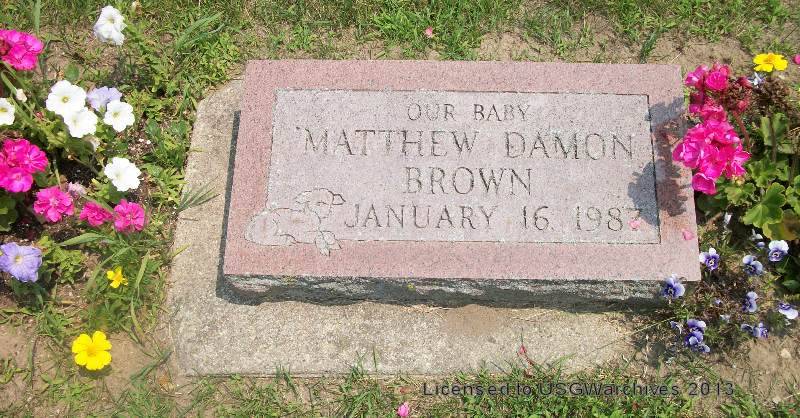 OUR BABY
MATTHEW DAMON
BROWN
JANUARY 16, 1987
Licensed to USGWarchives 2013